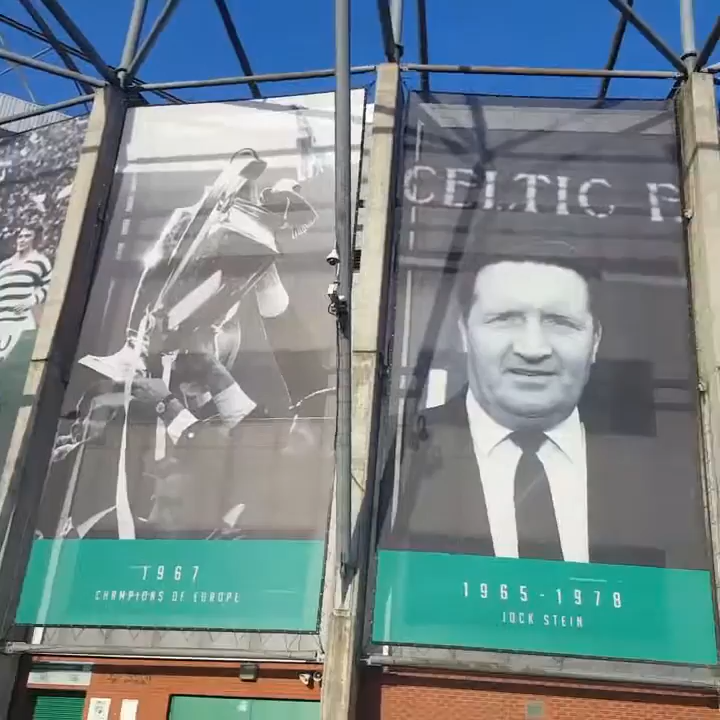 1967
CHAMPIONS OF EUROPE
CELTIC F
1965-1978
JOCK STEIN